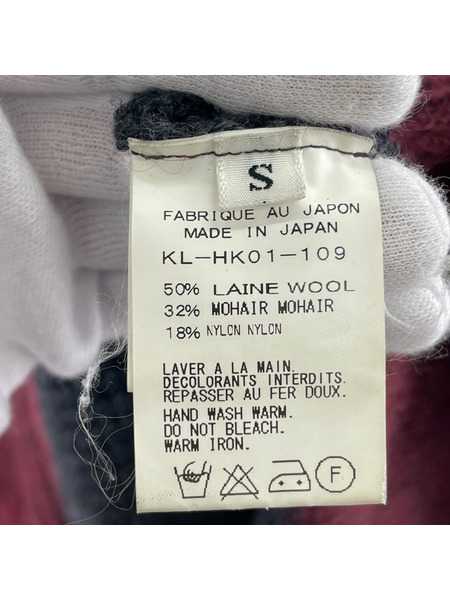 S
FABRIQUE AU JAPON
MADE IN JAPAN
KL-HK01-109
50% LAINE WOOL
32% MOHAIR MOHAIR
18% NYLON NYLON
LAVER A LA MAIN.
DECOLORANTS INTERDITS.
REPASSER AU FER DOUX.
HAND WASH WARM.
DO NOT BLEACH.
WARM IRON.
F